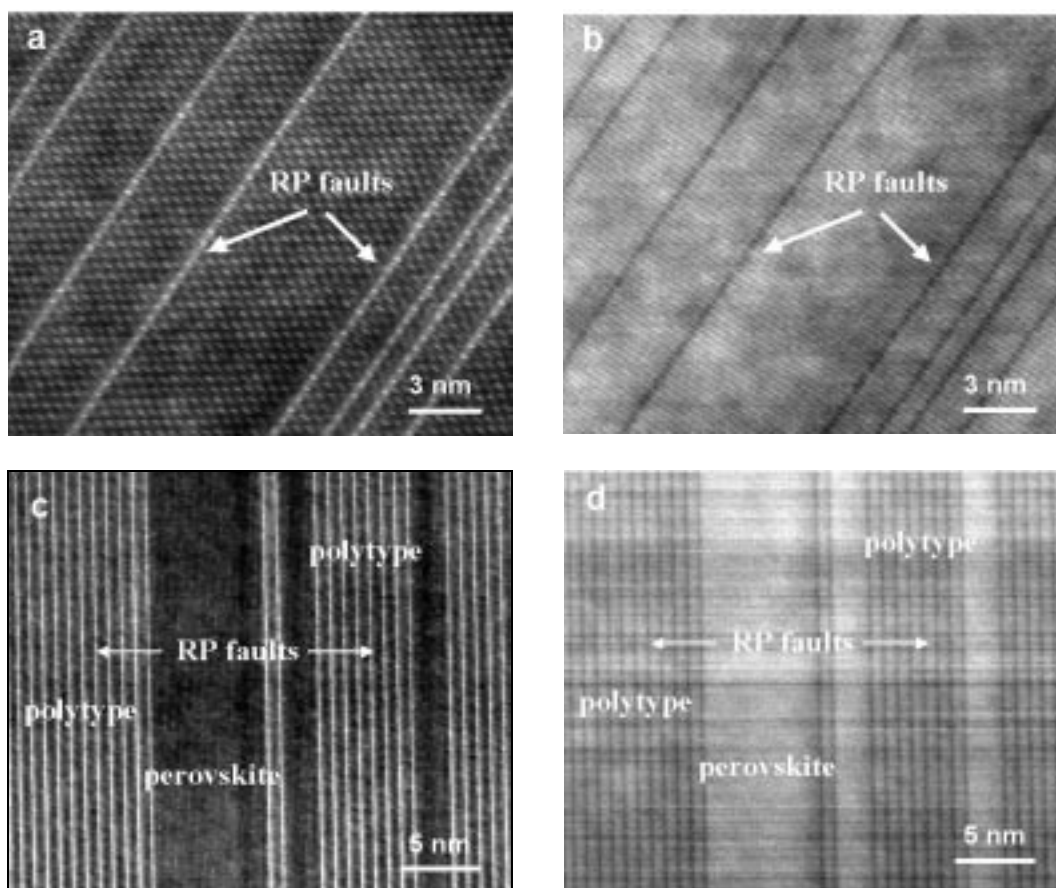 a
RP faults
3 nm
b
RP faults
3 nm
c
polytype
RP faults
polytype
perovskite
5 nm
d
polytype
RP faults
polytype
perovskite
5 nm